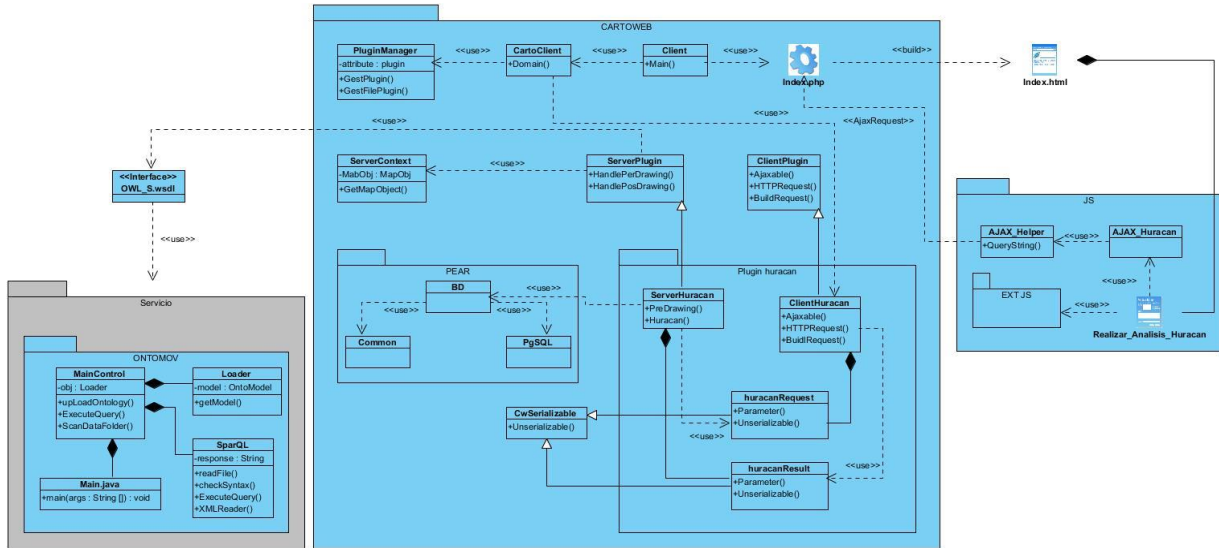 CARTOWEB
PluginManager
-attribute : plugin
+GestPlugin()
+GestFilePlugin()
<<use>>
CartoClient
+Domain()
<<use>>
Client
+Main()
<<use>>
Index.php
<<build>>
Index.html
<<use>>
<<use>>
<<AjaxRequest>
<<Interface>>
OWL_S.wsdl
<<use>>
ServerContext
-MabObj : MapObj
+GetMapObject()
<<use>>
ServerPlugin
+HandlePerDrawing()
+HandlePosDrawing()
ClientPlugin
+Ajaxable()
+HTTPRequest()
+BuildRequest()
JS
AJAX_Helper
+QueryString()
<<use>>
AJAX_Huracan
<<use>>
EXT JS
<<use>>
Realizar_Analisis_Huracan
PEAR
BD
<<use>>
<<use>>
<<use>>
Common
PgSQL
Plugin huracan
ServerHuracan
+PreDrawing()
+Huracan()
ClientHuracan
+Ajaxable()
+HTTPRequest()
+BuidlRequest()
CwSerializable
+Unserializable()
huracanRequest
+Parameter()
+Unserializable()
<<use>>
huracanResult
+Parameter()
+Unserializable()
<<use>>
Servicio
ONTOMOV
MainControl
-obj : Loader
+upLoadOntology()
+ExecuteQuery()
+ScanDataFolder()
Loader
-model : OntoModel
+getModel()
SparQL
-response : String
+readFile()
+checkSyntax()
+ExecuteQuery()
+XMLReader()
Main.java
+main(args : String []) : void